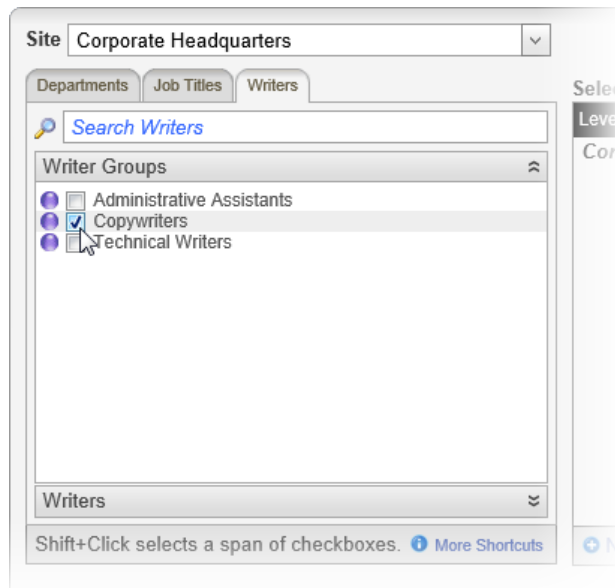 Site Corporate Headquarters
Departments Job Titles Writers
Search Writers
Writer Groups
Administrative Assistants
Copywriters
Technical Writers
Writers
Shift+Click selects a span of checkboxes. More Shortcuts